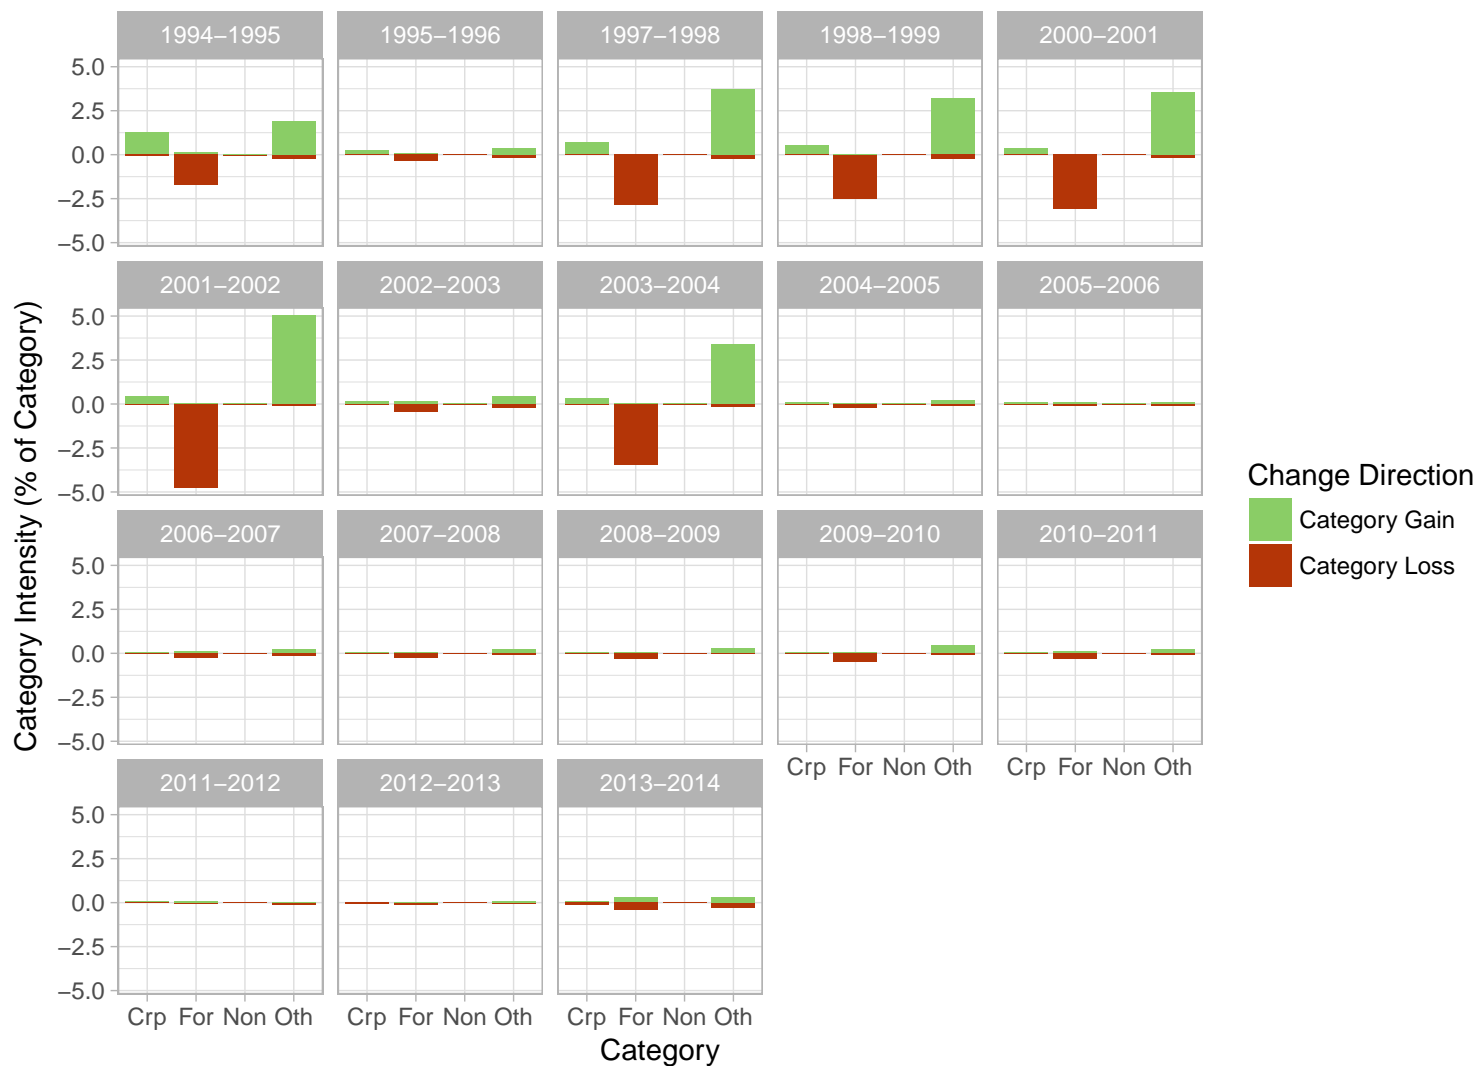 1994−1995 1995−1996 1997−1998 1998−1999 2000−2001
5.0
2.5
0.0
−2.5
−5.0
2001−2002 2002−2003 2003−2004 2004−2005 2005−2006
5.0
2.5
0.0
−2.5
−5.0
2006−2007 2007−2008 2008−2009 2009−2010 2010−2011
5.0
2.5
0.0
−2.5
−5.0
Crp For Non Oth Crp For Non Oth
2011−2012 2012−2013 2013−2014
5.0
2.5
0.0
−2.5
−5.0
Crp For Non Oth Crp For Non Oth Crp For Non Oth
Category
Category Intensity (% of Category)
Change Direction
Category Gain
Category Loss